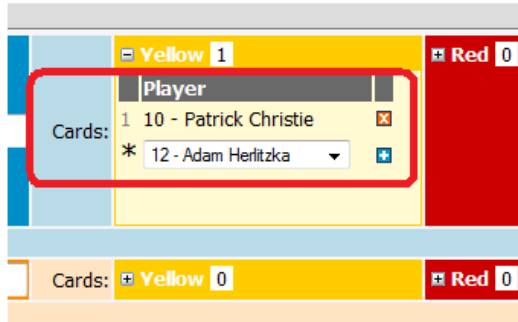 Yellow 1
Red 0
Player
Cards:
1 10 - Patrick Christie
* 12 - Adam Herlitzka
Cards:
Yellow 0
Red 0